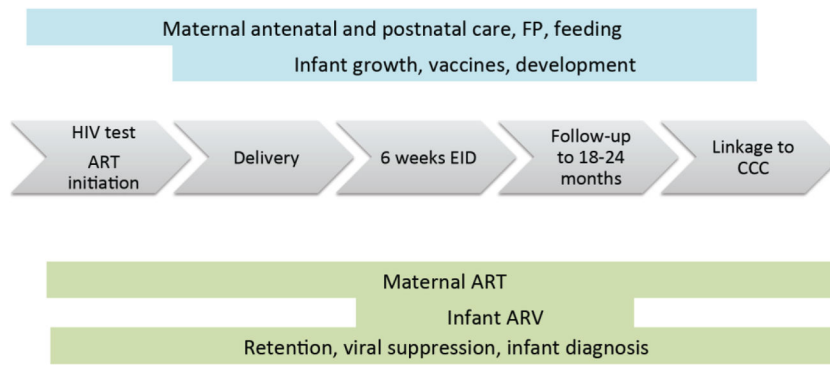 Maternal antenatal and postnatal care, FP, feeding
Infant growth, vaccines, development
HIV test
ART
initiation
Delivery
6 weeks EID
Follow-up
to 18-24
months
Linkage to
CCC
Maternal ART
Infant ARV
Retention, viral suppression, infant diagnosis